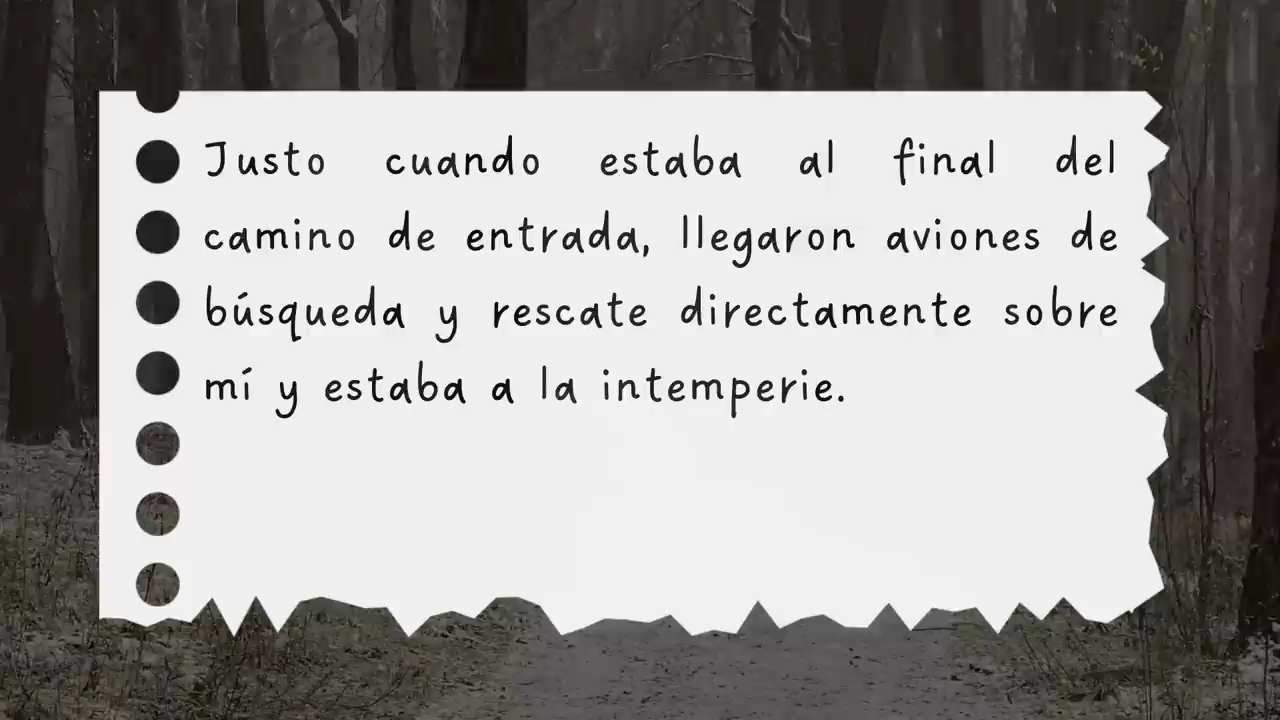 Justo cuando estaba al final del
camino de entrada, llegaron aviones de
búsqueda y rescate directamente sobre
mí y estaba a la intemperie.